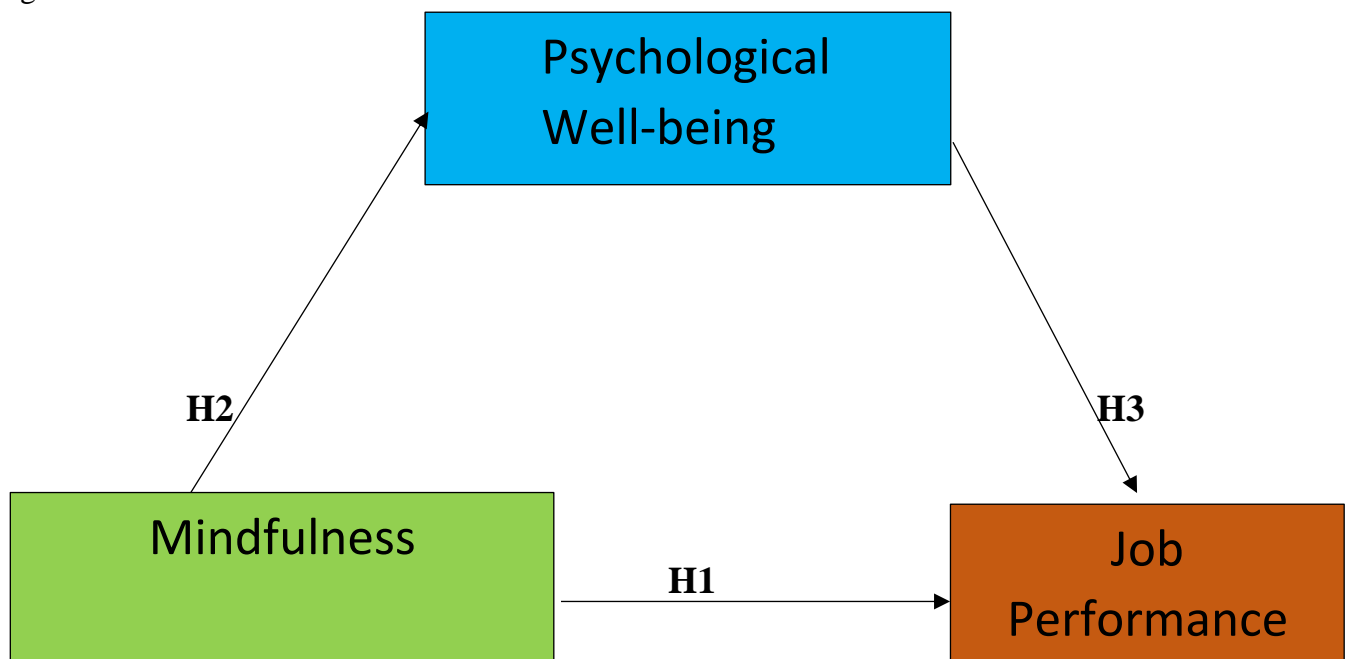 Psychological
Well-being
H2
H3
Mindfulness
H1
Job
Performance